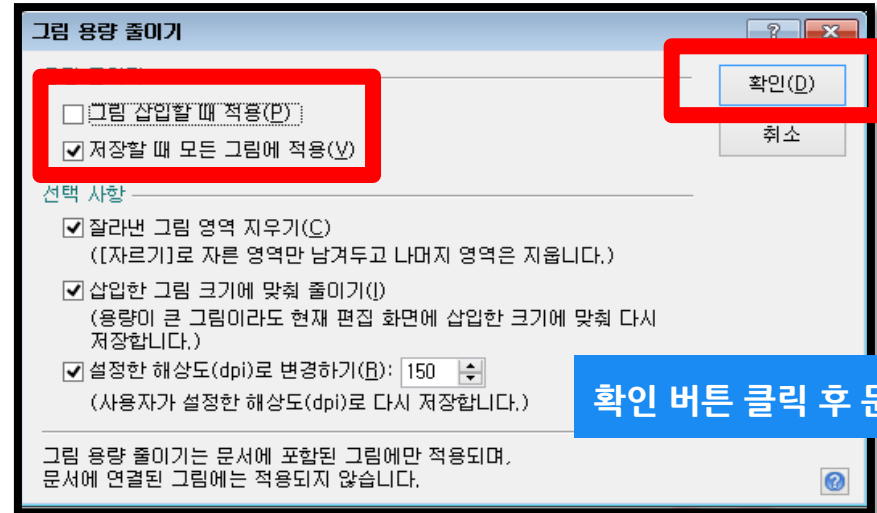 그림 용량 줄이기
확인(D)
그림 삽입할 때 적용(P)
취소
저장할 때 모든 그림에 적용(V)
선택 사항
잘라낸 그림 영역 지우기(C)
([자르기]로 자른 영역만 남겨두고 나머지 영역은 지웁니다.)
삽입한 그림 크기에 맞춰 줄이기(I)
(용량이 큰 그림이라도 현재 편집 화면에 삽입한 크기에 맞춰 다시
저장합니다.)
설정한 해상도(dpi)로 변경하기(R): 150
(사용자가 설정한 해상도(dpi)로 다시 저장합니다.)
확인 버튼 클릭 후
그림 용량 줄이기는 문서에 포함된 그림에만 적용되며,
문서에 연결된 그림에는 적용되지 않습니다.